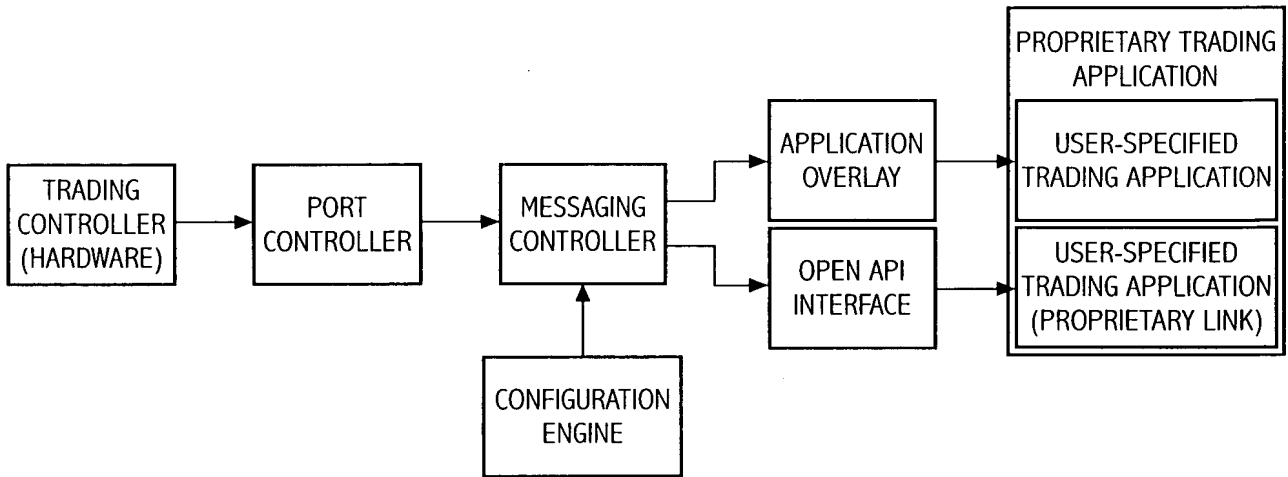 TRADING
CONTROLLER
(HARDWARE)
PORT
CONTROLLER
MESSAGING
CONTROLLER
CONFIGURATION
ENGINE
APPLICATION
OVERLAY
OPEN API
INTERFACE
PROPRIETARY TRADING
APPLICATION
USER-SPECIFIED
TRADING APPLICATION
USER-SPECIFIED
TRADING APPLICATION
(PROPRIETARY LINK)